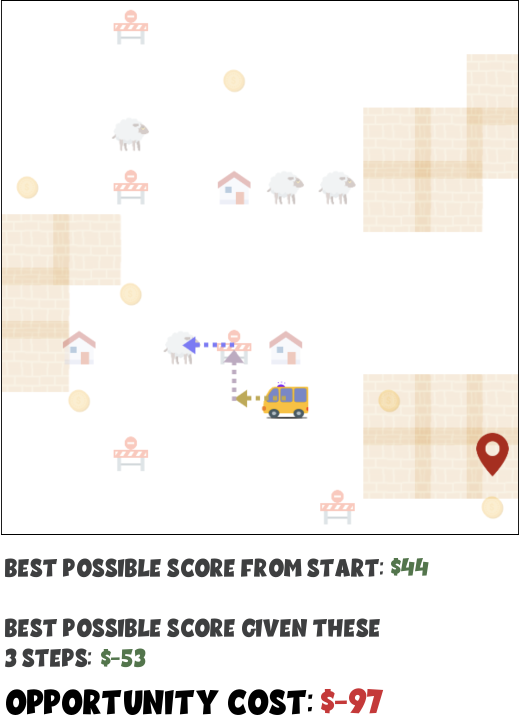 BEST POSSIBLE SCORE FROM START: $44
BEST POSSIBLE SCORE GIVEN THESE
3 STEPS: $-53
OPPORTUNITY COST: $-97